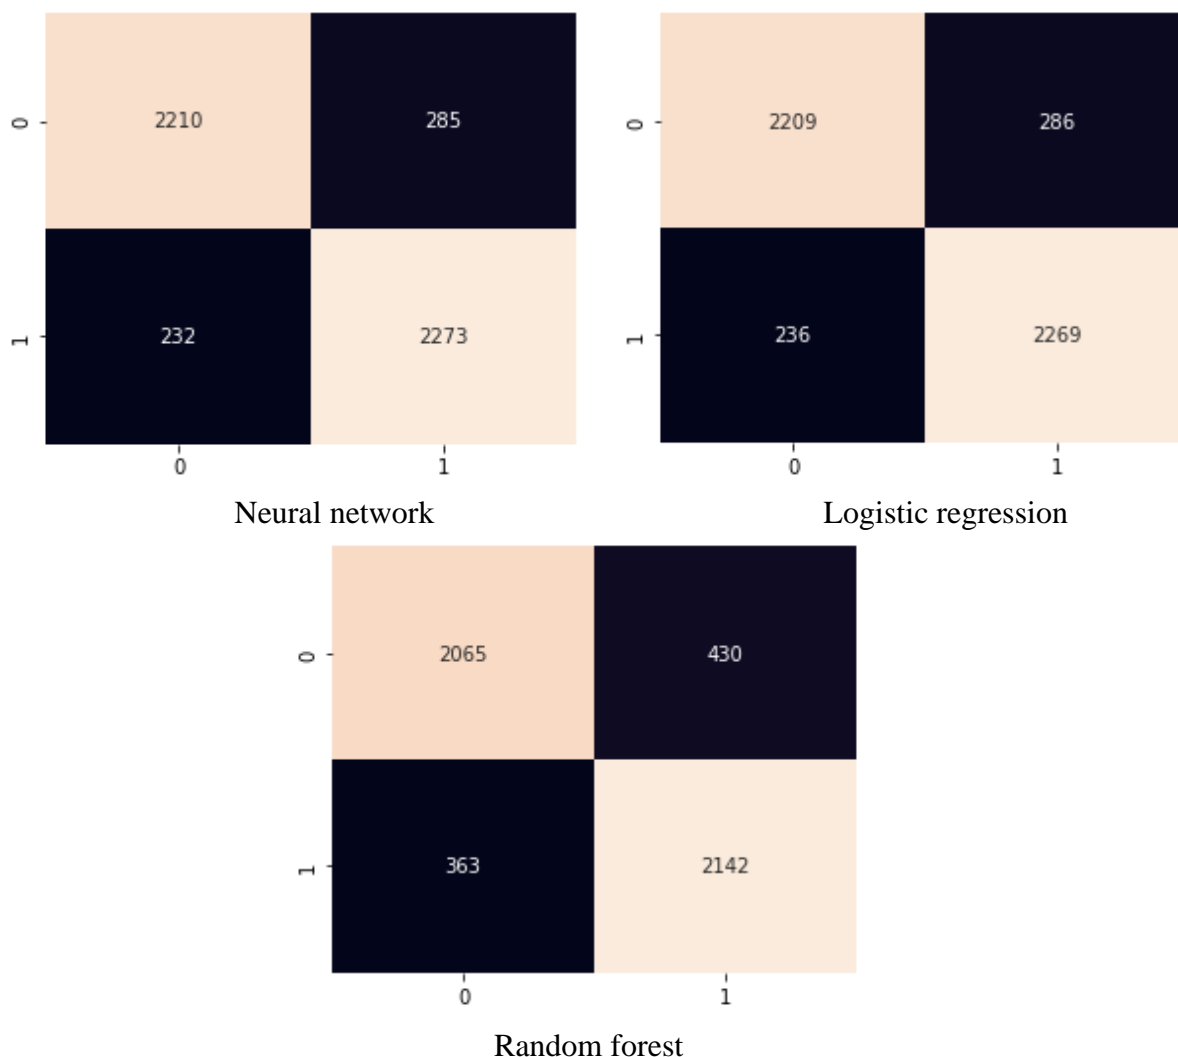 0 2210 285 0 2209 286
1 232 2273 1 236 2269
0 1 0 1
Neural network Logistic regression
0 2065 430
1 363 2142
0 1
Random forest